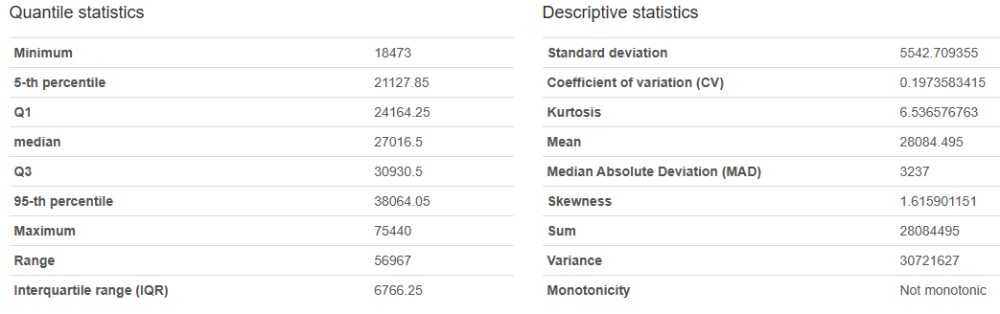 Quantile statistics
Minimum 18473
5-th percentile 21127.85
Q1 24164.25
median 27016.5
Q3 30930.5
95-th percentile 38064.05
Maximum 75440
Range 56967
Interquartile range (IQR) 6766.25
Descriptive statistics
Standard deviation 5542.709355
Coefficient of variation (CV) 0.1973583415
Kurtosis 6.536576763
Mean 28084.495
Median Absolute Deviation (MAD) 3237
Skewness 1.615901151
Sum 28084495
Variance 30721627
Monotonicity Not monotonic